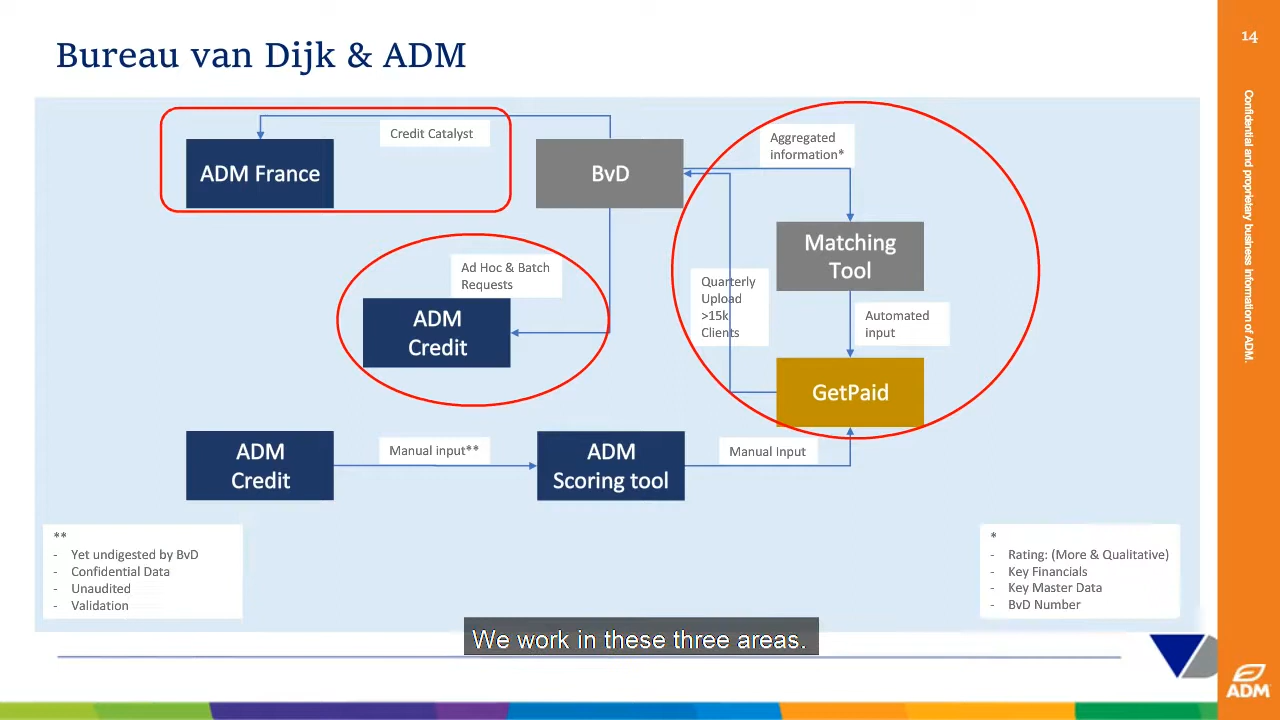 Bureau van Dijk & ADM
14
Confidential and proprietary business information of ADM.
Credit Catalyst
ADM France
BvD
Aggregated
information*
Matching
Tool
Ad Hoc & Batch
Requests
ADM
Credit
Quarterly
Upload
>15k
Clients
Automated
input
GetPaid
ADM
Credit
Manual input**
ADM
Scoring tool
Manual Input
**
- Yet undigested by BvD
- Confidential Data
- Unaudited
- Validation
*
- Rating: (More & Qualitative)
- Key Financials
- Key Master Data
- BvD Number
We work in these three areas.
ADM